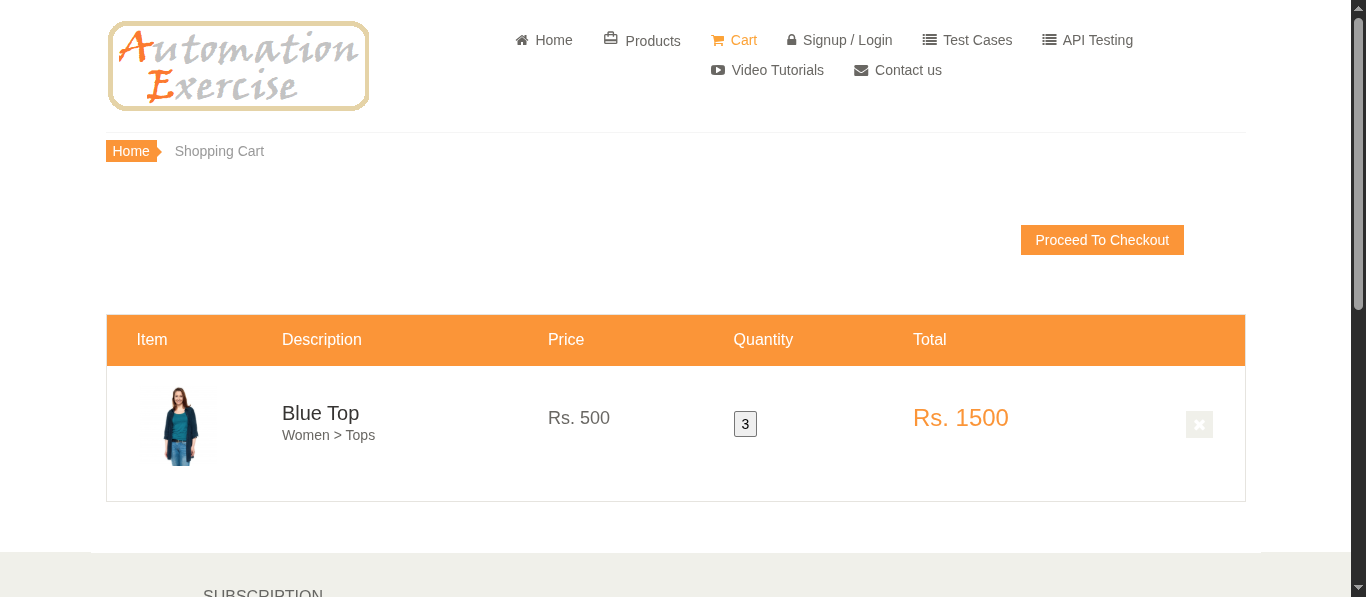 Automation
Exercise
Home Products Cart Signup / Login Test Cases API Testing
Video Tutorials Contact us
Home Shopping Cart
Proceed To Checkout
Item Description Price Quantity Total
Blue Top Rs. 500 3 Rs. 1500
Women > Tops
SUBSCRIPTION